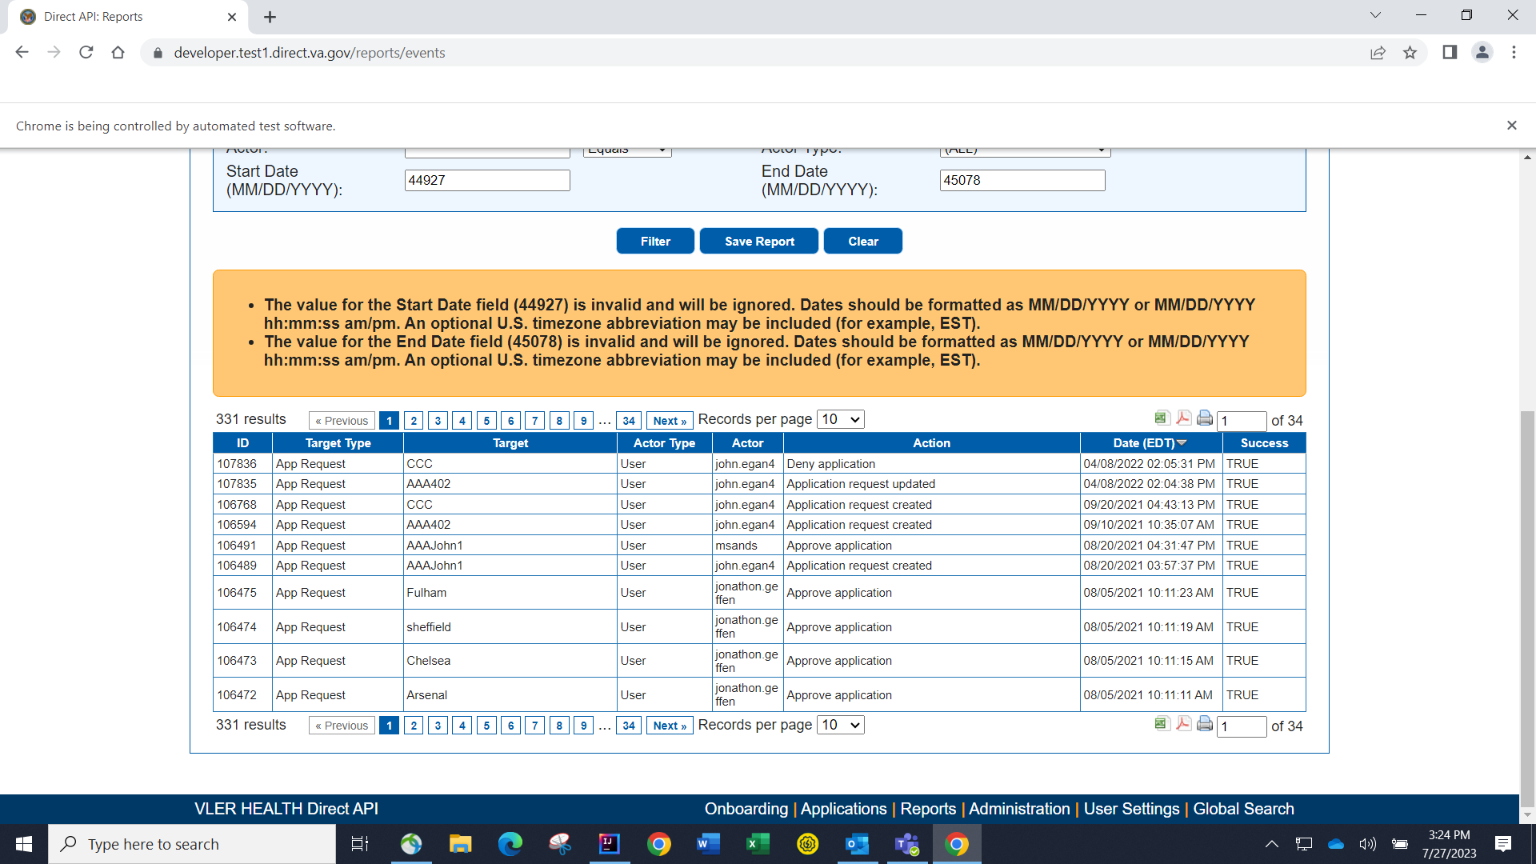 Direct API: Reports
developer.test1.direct.va.gov/reports/events
Chrome is being controlled by automated test software.
Actor: Equals Actor Type: (ALL)
Start Date
(MM/DD/YYYY): 44927
End Date
(MM/DD/YYYY): 45078
Filter Save Report Clear
• The value for the Start Date field (44927) is invalid and will be ignored. Dates should be formatted as MM/DD/YYYY or MM/DD/YYYY
hh:mm:ss am/pm. An optional U.S. timezone abbreviation may be included (for example, EST).
• The value for the End Date field (45078) is invalid and will be ignored. Dates should be formatted as MM/DD/YYYY or MM/DD/YYYY
hh:mm:ss am/pm. An optional U.S. timezone abbreviation may be included (for example, EST).
331 results « Previous 1 2 3 4 5 6 7 8 9 ... 34 Next » Records per page 10 1 of 34
ID Target Type Target Actor Type Actor Action Date (EDT) Success
107836 App Request CCC User john.egan4 Deny application 04/08/2022 02:05:31 PM TRUE
107835 App Request AAA402 User john.egan4 Application request updated 04/08/2022 02:04:38 PM TRUE
106768 App Request CCC User john.egan4 Application request created 09/20/2021 04:43:13 PM TRUE
106594 App Request AAA402 User john.egan4 Application request created 09/10/2021 10:35:07 AM TRUE
106491 App Request AAAJohn1 User msands Approve application 08/20/2021 04:31:47 PM TRUE
106489 App Request AAAJohn1 User john.egan4 Application request created 08/20/2021 03:57:37 PM TRUE
106475 App Request Fulham User jonathon.ge
ffen Approve application 08/05/2021 10:11:23 AM TRUE
106474 App Request sheffield User jonathon.ge
ffen Approve application 08/05/2021 10:11:19 AM TRUE
106473 App Request Chelsea User jonathon.ge
ffen Approve application 08/05/2021 10:11:15 AM TRUE
106472 App Request Arsenal User jonathon.ge
ffen Approve application 08/05/2021 10:11:11 AM TRUE
331 results « Previous 1 2 3 4 5 6 7 8 9 ... 34 Next » Records per page 10 1 of 34
VLER HEALTH Direct API Onboarding | Applications | Reports | Administration | User Settings | Global Search
Type here to search
3:24 PM
7/27/2023